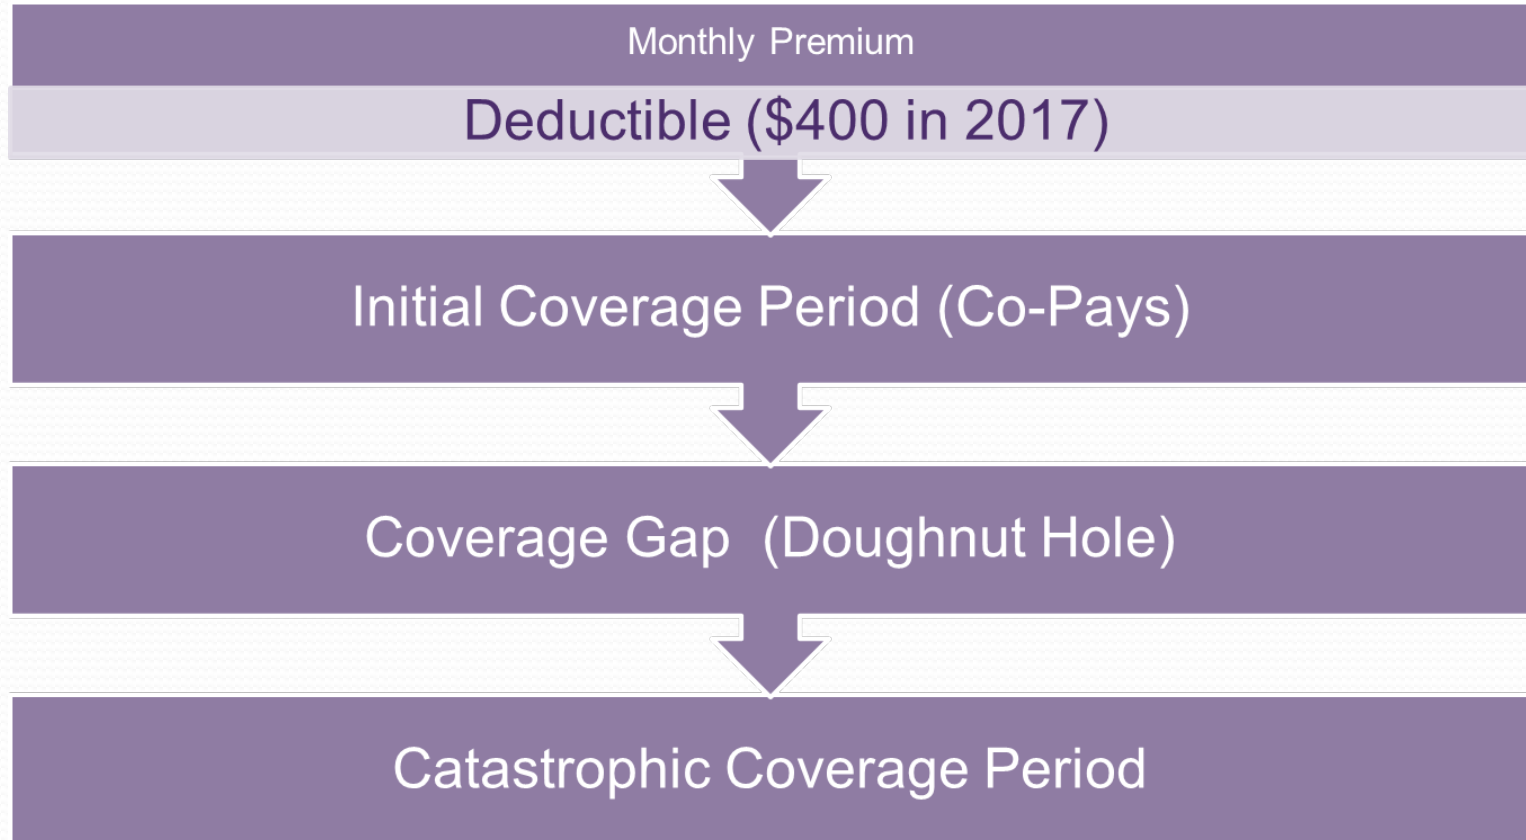 Monthly Premium
Deductible ($400 in 2017)
Initial Coverage Period (Co-Pays)
Coverage Gap  (Doughnut Hole)
Catastrophic Coverage Period